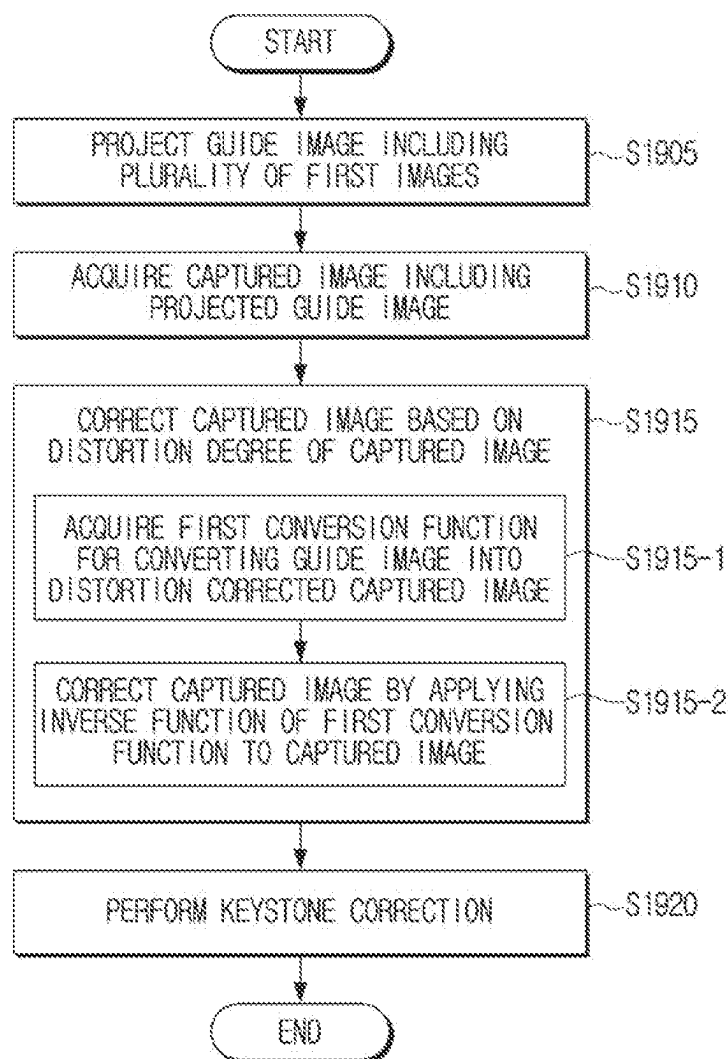 START
PROJECT GUIDE IMAGE INCLUDING
PLURALITY OF FIRST IMAGES
S1905
ACQUIRE CAPTURED IMAGE INCLUDING
PROJECTED GUIDE IMAGE
S1910
CORRECT CAPTURED IMAGE BASED ON
DISTORTION DEGREE OF CAPTURED IMAGE
S1915
ACQUIRE FIRST CONVERSION FUNCTION
FOR CONVERTING GUIDE IMAGE INTO
DISTORTION CORRECTED CAPTURED IMAGE
S1915-1
CORRECT CAPTURED IMAGE BY APPLYING
INVERSE FUNCTION OF FIRST CONVERSION
FUNCTION TO CAPTURED IMAGE
S1915-2
PERFORM KEYSTONE CORRECTION
S1920
END